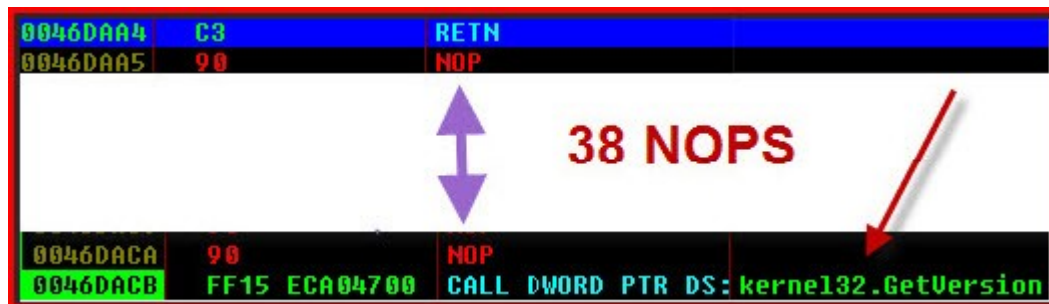 0046DAA4 C3 RETN
0046DAA5 90 NOP
38 NOPS
0046DACA 90 NOP
0046DACB FF15 ECA04700 CALL DWORD PTR DS: kernel32.GetVersion